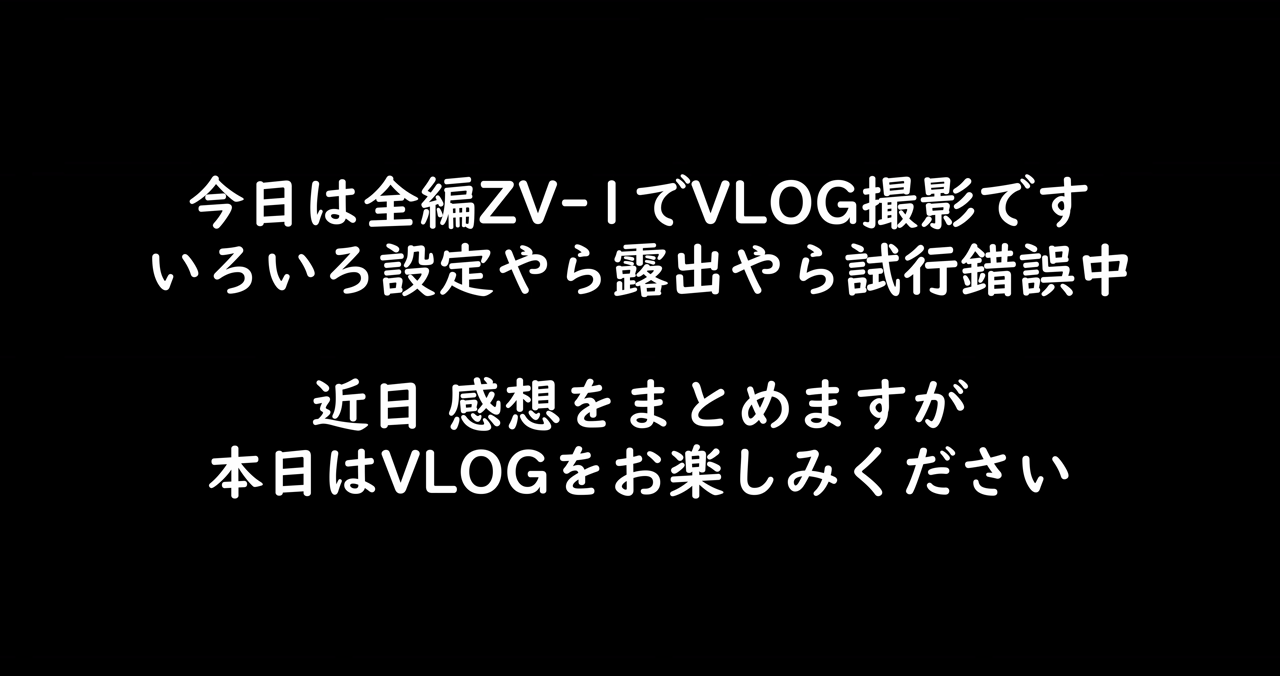 今日は全編ZV-1でVLOG撮影です
いろいろ設定やら露出やら試行錯誤中
近日 感想をまとめますが
本日はVLOGをお楽しみください